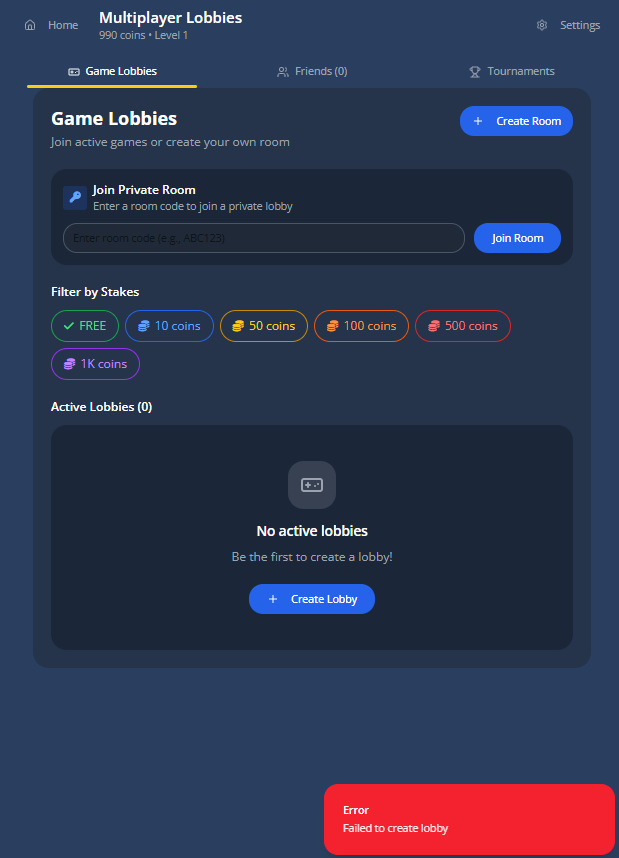 Home
Multiplayer Lobbies
990 coins • Level 1
Settings
Game Lobbies
Friends (0)
Tournaments
Game Lobbies
Join active games or create your own room
Create Room
Join Private Room
Enter a room code to join a private lobby
Enter room code (e.g., ABC123)
Join Room
Filter by Stakes
FREE
10 coins
50 coins
100 coins
500 coins
1K coins
Active Lobbies (0)
No active lobbies
Be the first to create a lobby!
Create Lobby
Error
Failed to create lobby